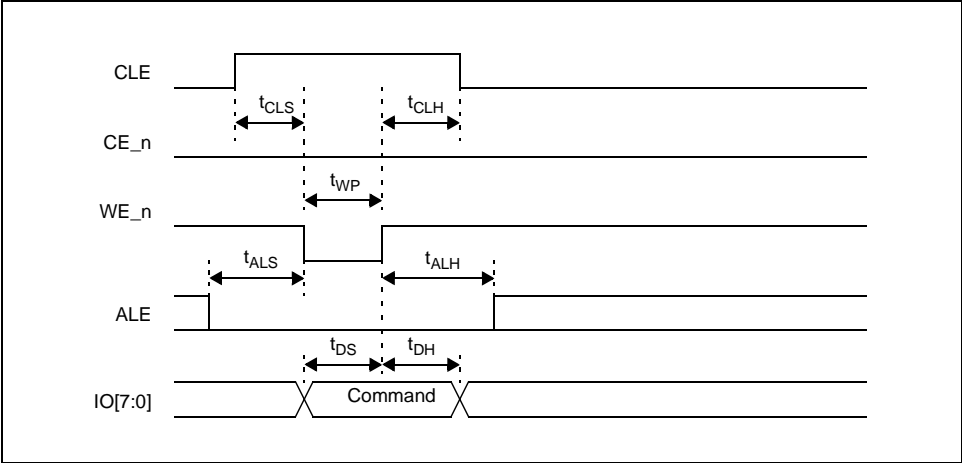 CLE
tCLS
tCLH
CE_n
tWP
WE_n
tALS
tALH
ALE
tDS
tDH
IO[7:0]
Command